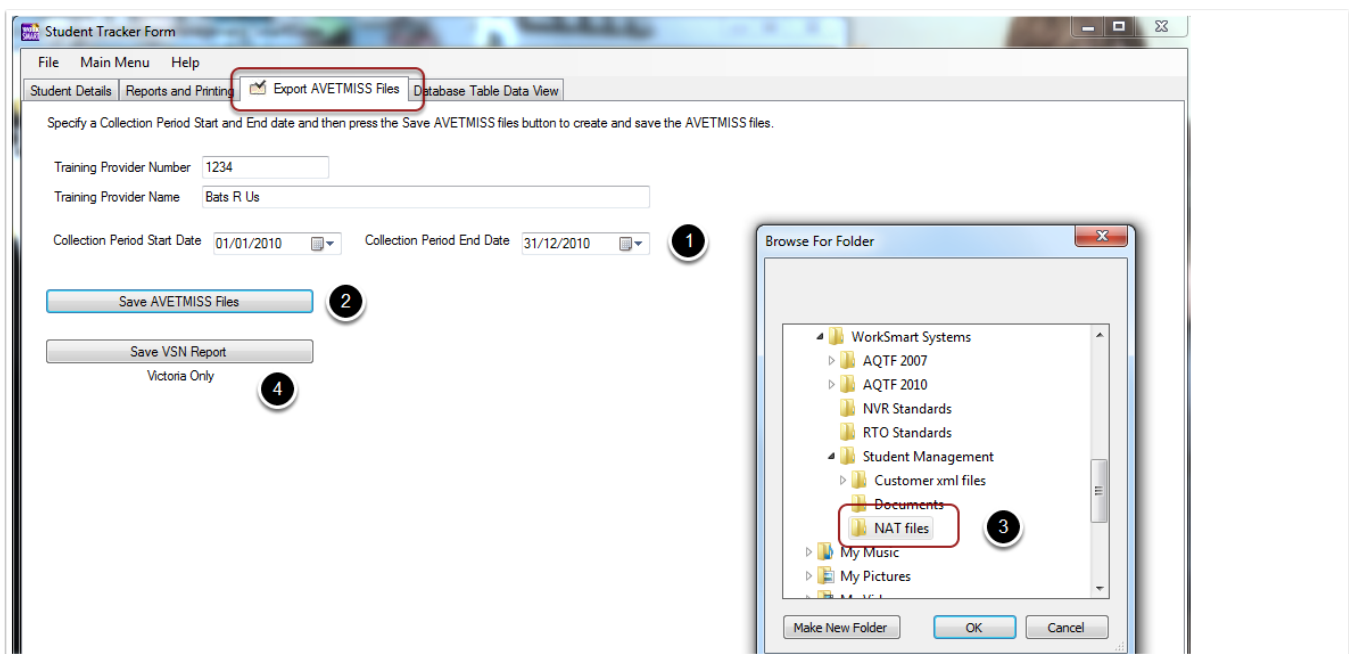 WORK SMART Student Tracker Form
File Main Menu Help
Student Details Reports and Printing Export AVETMISS Files Database Table Data View
Specify a Collection Period Start and End date and then press the Save AVETMISS files button to create and save the AVETMISS files.
Training Provider Number 1234
Training Provider Name Bats R Us
Collection Period Start Date 01/01/2010 Collection Period End Date 31/12/2010 1
Save AVETMISS Files 2
Save VSN Report
Victoria Only
4
Browse For Folder
WorkSmart Systems
AQTF 2007
AQTF 2010
NVR Standards
RTO Standards
Student Management
Customer xml files
Documents
NAT files 3
My Music
My Pictures
Make New Folder OK Cancel